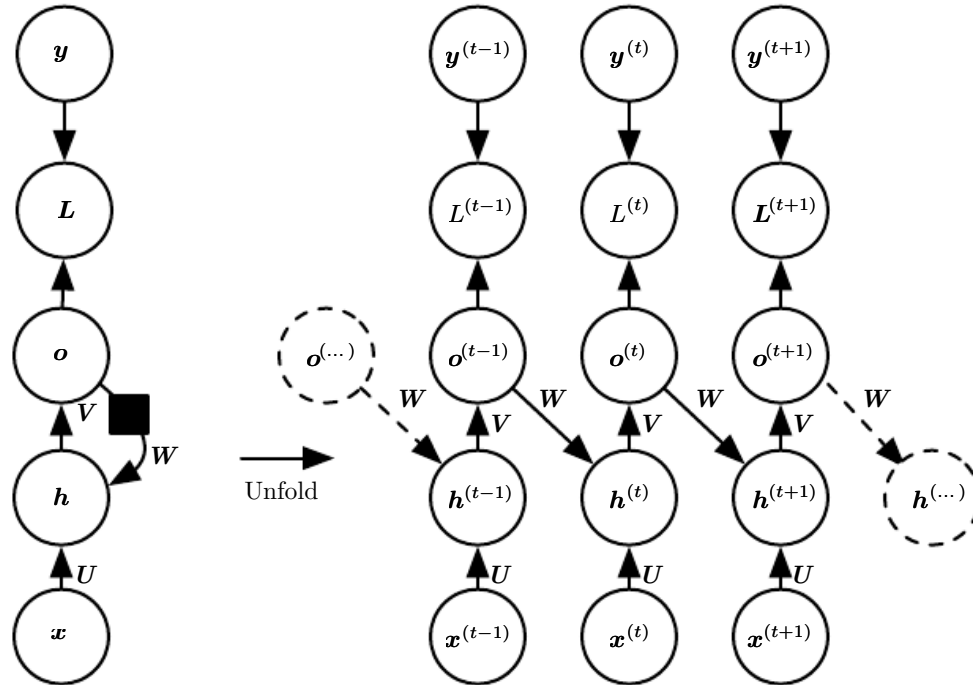 y y^(t−1) y^(t) y^(t+1)
L L^(t−1) L^(t) L^(t+1)
o o^(...) o^(t−1) o^(t) o^(t+1)
W W W W
V V V V
W
h h^(t−1) h^(t) h^(t+1) h^(...)
Unfold
U U U U
x x^(t−1) x^(t) x^(t+1)